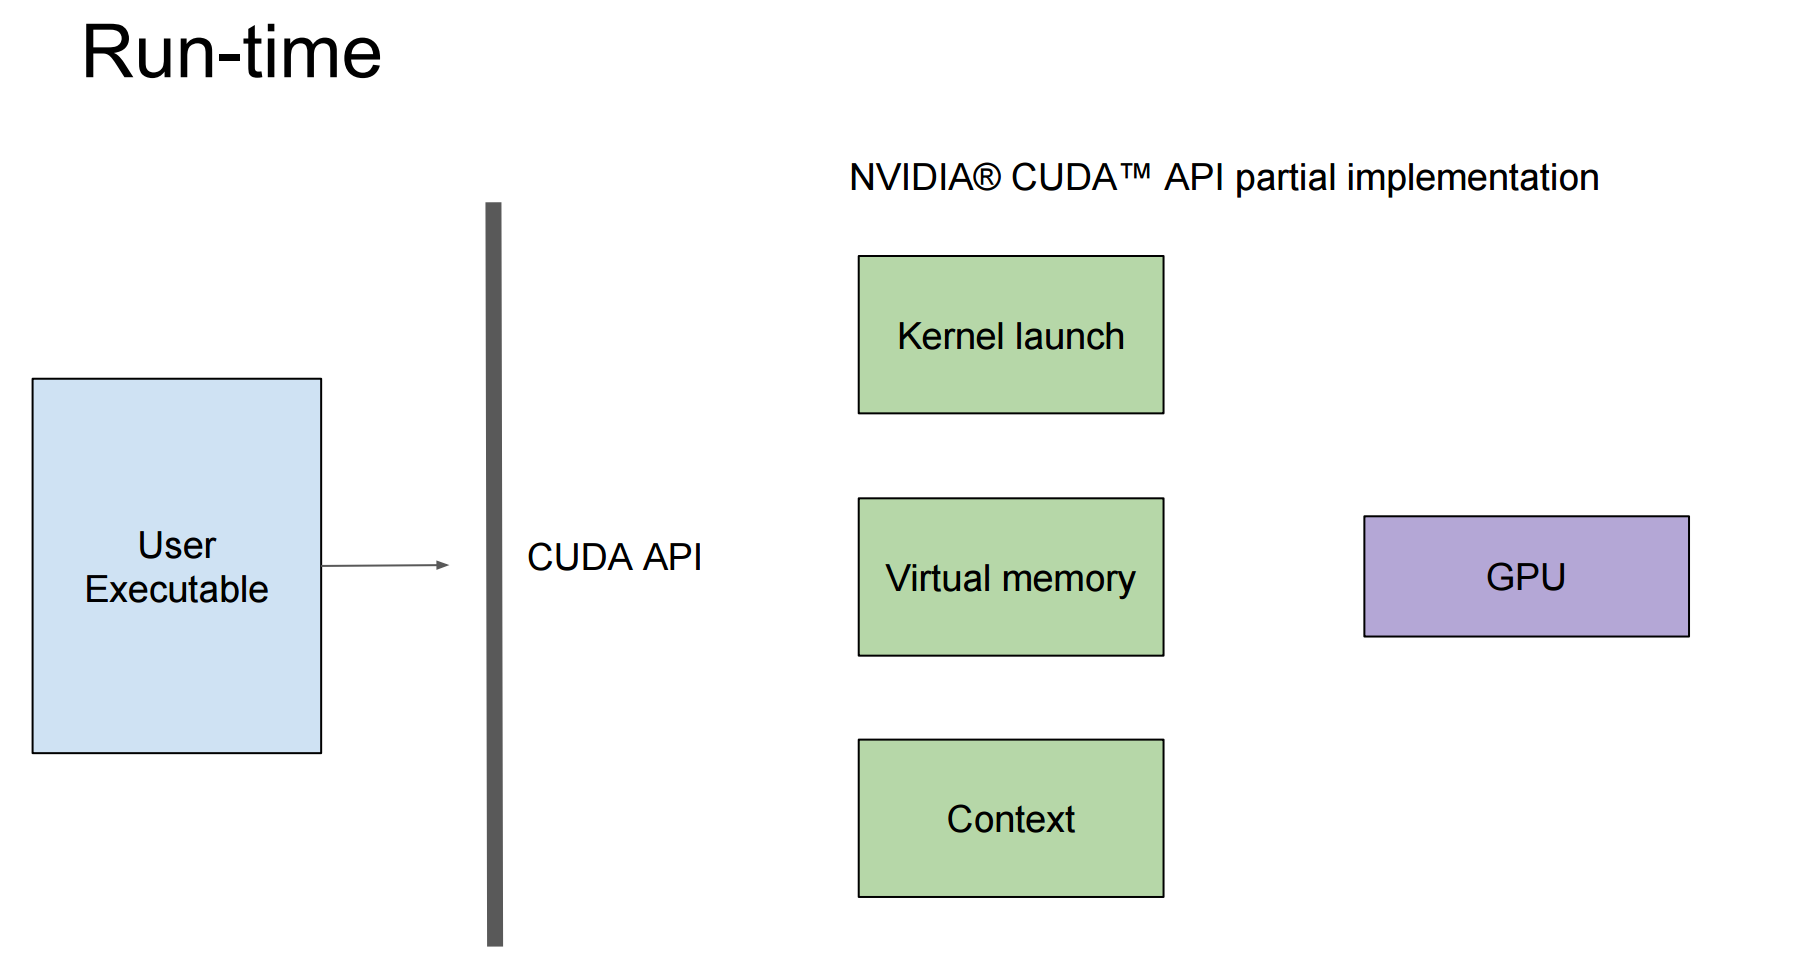 Run-time
NVIDIA® CUDA™ API partial implementation
Kernel launch
User
Executable
CUDA API
Virtual memory
GPU
Context